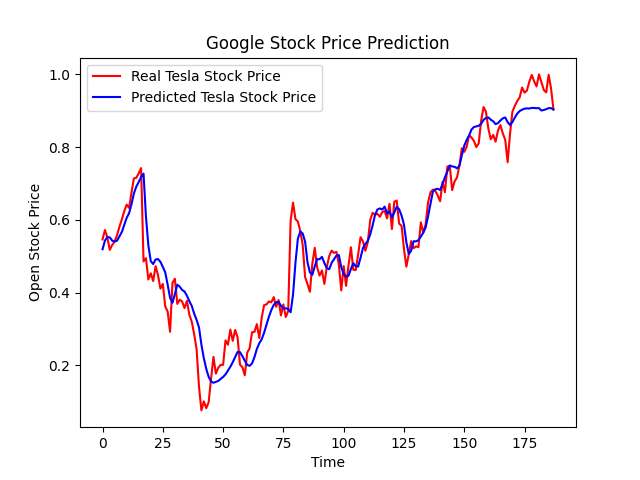 Google Stock Price Prediction
Real Tesla Stock Price
Predicted Tesla Stock Price
Open Stock Price
1.0
0.8
0.6
0.4
0.2
0 25 50 75 100 125 150 175
Time